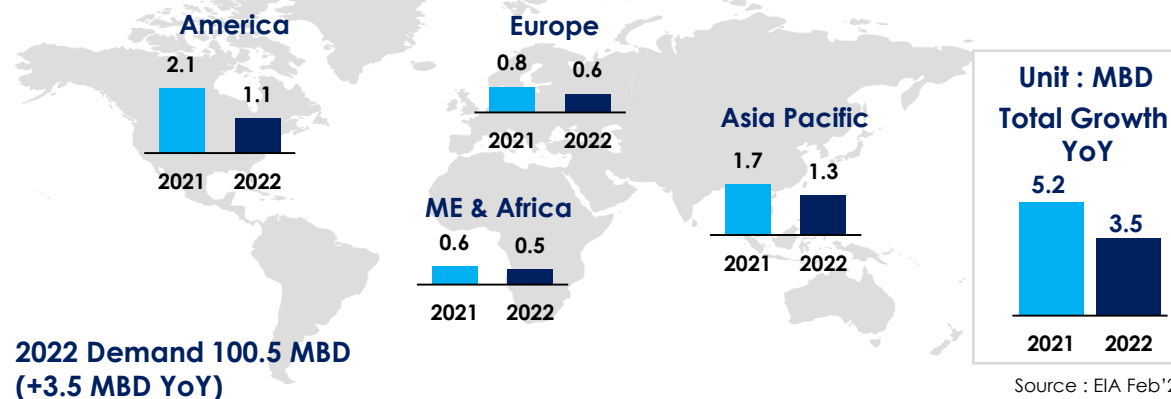 America
2.1
1.1
2021 2022
Europe
0.8
0.6
2021 2022
ME & Africa
0.6
0.5
2021 2022
Asia Pacific
1.7
1.3
2021 2022
Unit : MBD
Total Growth
YoY
5.2
3.5
2021 2022
2022 Demand 100.5 MBD
(+3.5 MBD YoY)
Source : EIA